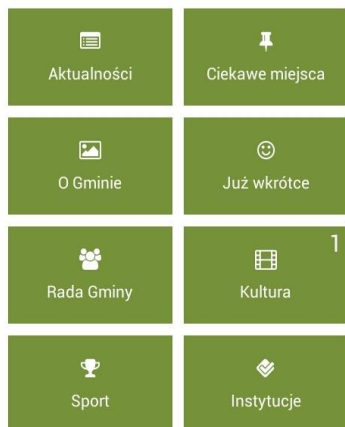 Aktualności
Ciekawe miejsca
O Gminie
Już wkrótce
Rada Gminy
1
Kultura
Sport
Instytucje